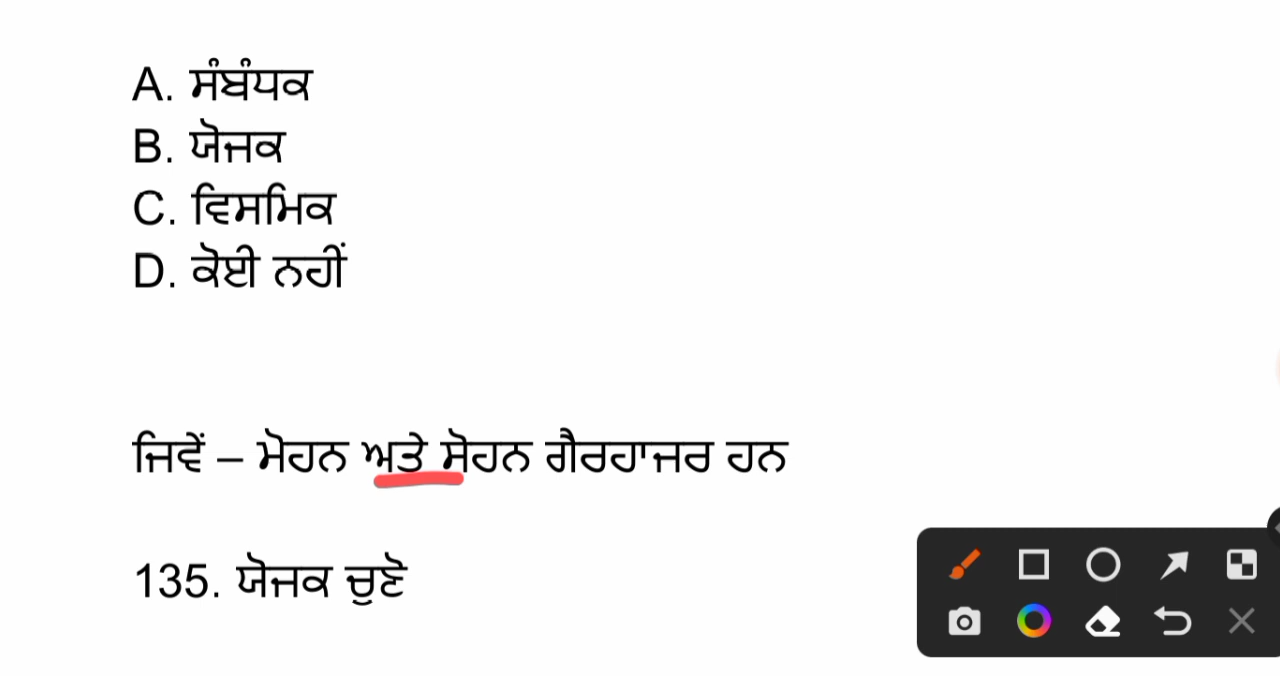 A. ਸੰਬੰਧਕ
B. ਯੋਜਕ
C. ਵਿਸਮਿਕ
D. ਕੋਈ ਨਹੀਂ
ਜਿਵੇਂ – ਮੋਹਨ ਅਤੇ ਸੋਹਨ ਗੈਰਹਾਜਰ ਹਨ
135. ਯੋਜਕ ਚੁਣੋ